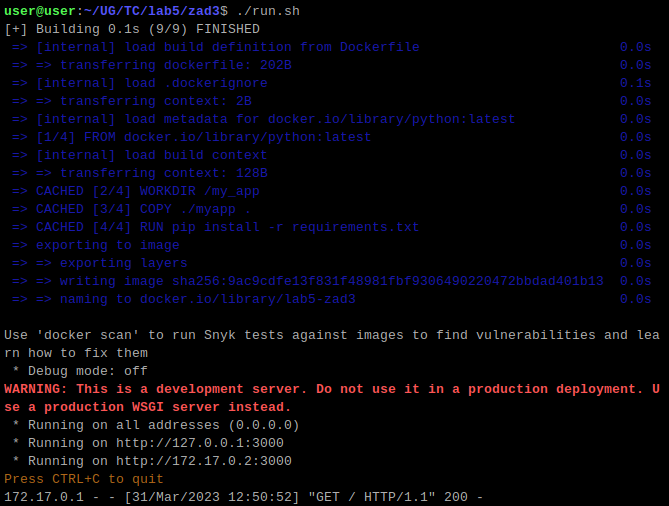 user@user:~/UG/TC/lab5/zad3$ ./run.sh
[+] Building 0.1s (9/9) FINISHED
=> [internal] load build definition from Dockerfile 0.0s
=> => transferring dockerfile: 202B 0.0s
=> [internal] load .dockerignore 0.1s
=> => transferring context: 2B 0.0s
=> [internal] load metadata for docker.io/library/python:latest 0.0s
=> [1/4] FROM docker.io/library/python:latest 0.0s
=> [internal] load build context 0.0s
=> => transferring context: 128B 0.0s
=> CACHED [2/4] WORKDIR /my_app 0.0s
=> CACHED [3/4] COPY ./myapp . 0.0s
=> CACHED [4/4] RUN pip install -r requirements.txt 0.0s
=> exporting to image 0.0s
=> => exporting layers 0.0s
=> => writing image sha256:9ac9cdfe13f831f48981fbf9306490220472bbdad401b13 0.0s
=> => naming to docker.io/library/lab5-zad3 0.0s
Use 'docker scan' to run Snyk tests against images to find vulnerabilities and lea
rn how to fix them
* Debug mode: off
WARNING: This is a development server. Do not use it in a production deployment. U
se a production WSGI server instead.
* Running on all addresses (0.0.0.0)
* Running on http://127.0.0.1:3000
* Running on http://172.17.0.2:3000
Press CTRL+C to quit
172.17.0.1 - - [31/Mar/2023 12:50:52] "GET / HTTP/1.1" 200 -